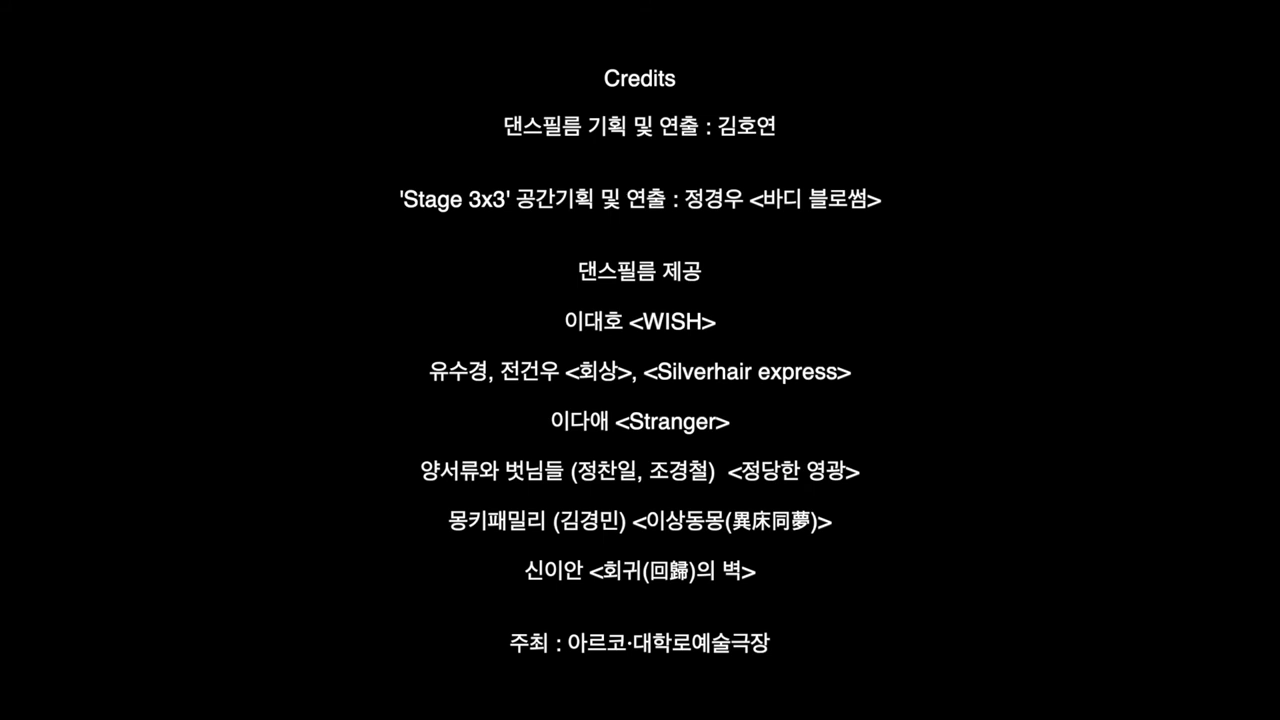 Credits
댄스필름 기획 및 연출 : 김호연
'Stage 3x3' 공간기획 및 연출 : 정경우 <바디 블로썸>
댄스필름 제공
이대호 <WISH>
유수경, 전건우 <회상>, <Silverhair express>
이다애 <Stranger>
양서류와 벗님들 (정찬일, 조경철) <정당한 영광>
몽키패밀리 (김경민) <이상동몽(異床同夢)>
신이안 <회귀(回歸)의 벽>
주최 : 아르코·대학로예술극장